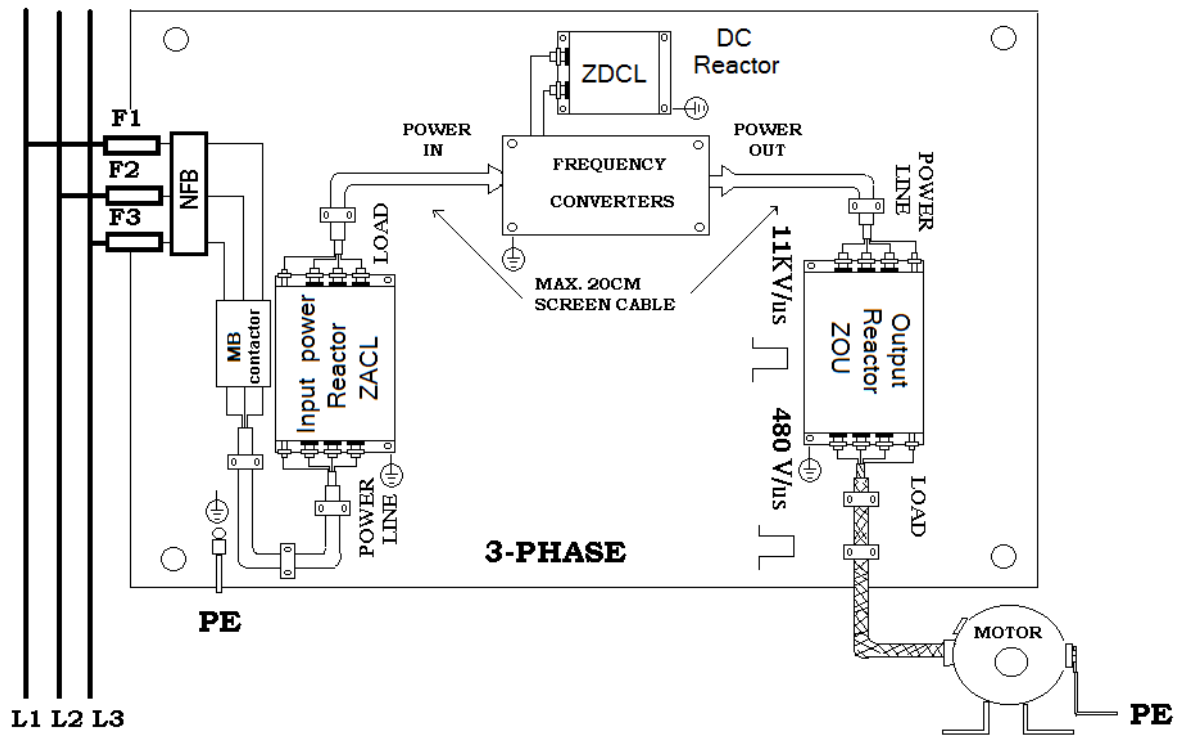 DC
Reactor
ZDCL
F1
F2
F3
NFB
POWER
IN
POWER
OUT
FREQUENCY
CONVERTERS
POWER
LINE
LOAD
MAX. 20CM
SCREEN CABLE
11KV/us
MB
contactor
Input power
Reactor
ZACL
Output
Reactor
ZOU
480 V/us
POWER
LINE
LOAD
3-PHASE
PE
MOTOR
L1 L2 L3
PE